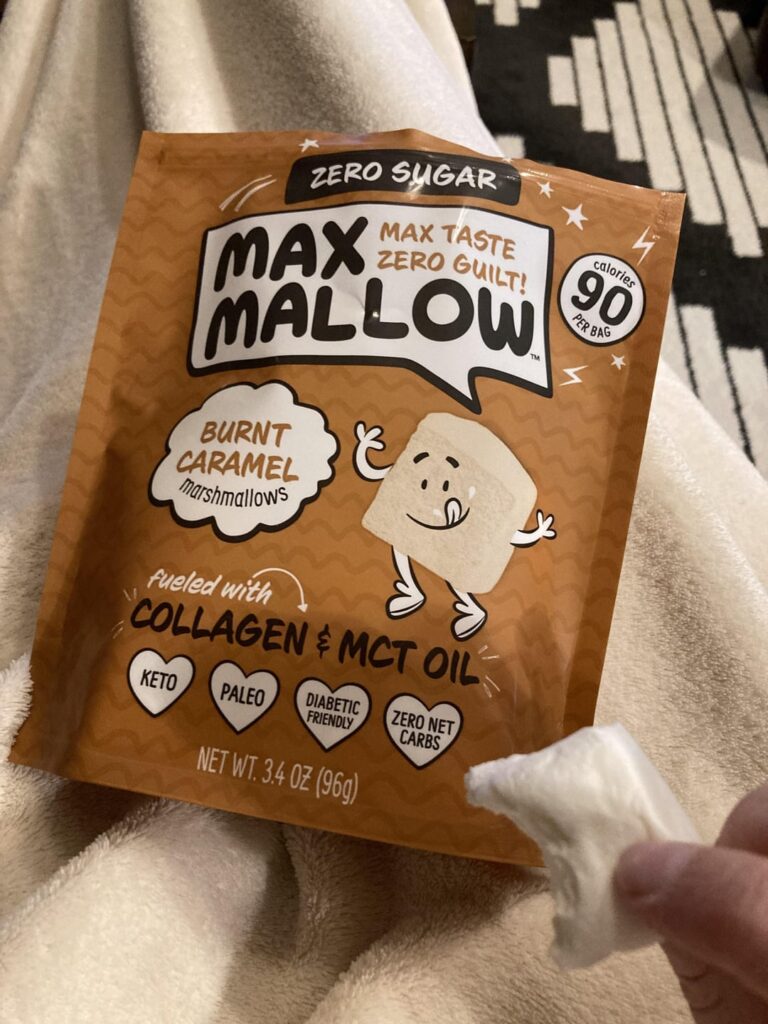 ZERO SUGAR
MAX
MAX TASTE
ZERO GUILT!
MALLOW™
calories
90
PER BAG
BURNT
CARAMEL
marshmallows
fueled with
COLLAGEN & MCT OIL
KETO
PALEO
DIABETIC
FRIENDLY
ZERO NET
CARBS
NET WT. 3.4 OZ (96g)